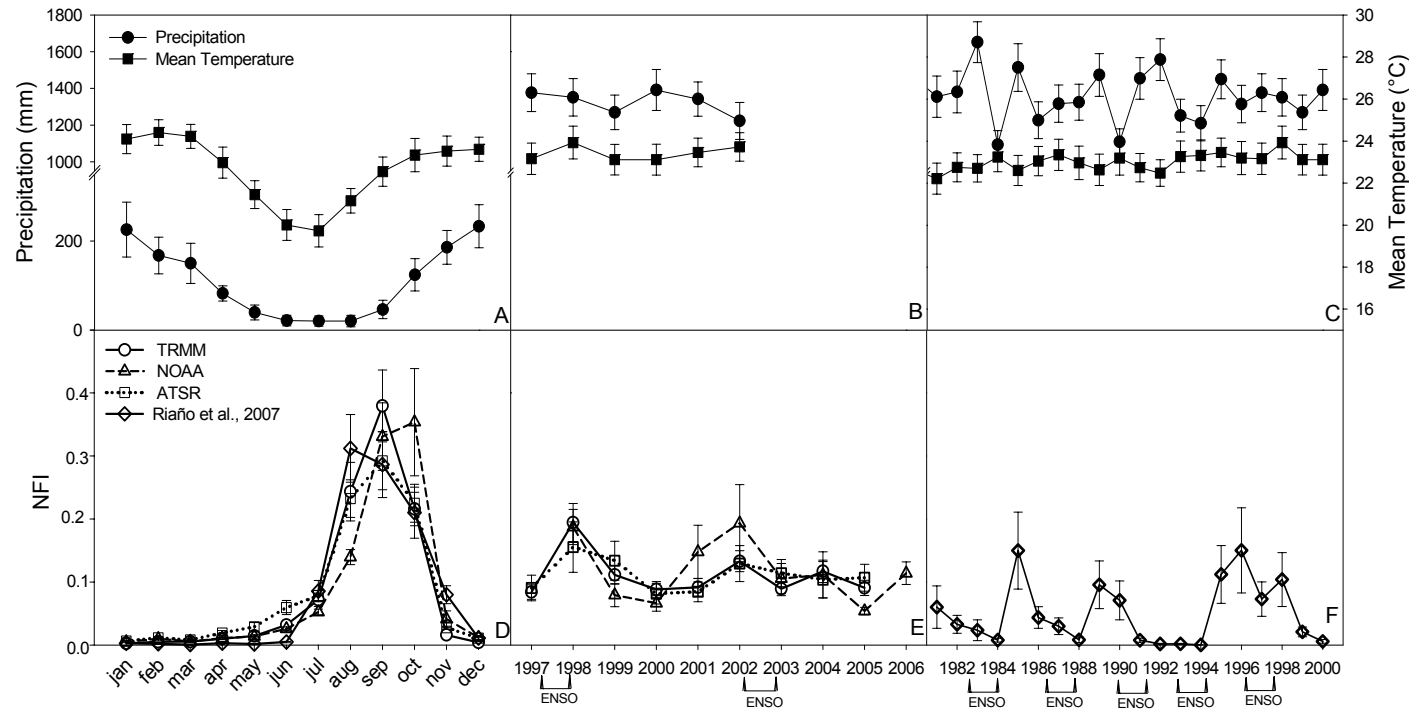 Precipitation (mm)
1800
1600
1400
1200
1000
200
0
Precipitation
Mean Temperature
A
B
C
30
28
26
24
22
20
18
16
Mean Temperature (°C)
NFI
0.4
0.3
0.2
0.1
0.0
TRMM
NOAA
ATSR
Riaño et al., 2007
D
E
F
jan feb mar apr may jun jul aug sep oct nov dec
1997 1998 1999 2000 2001 2002 2003 2004 2005 2006
ENSO ENSO
1982 1984 1986 1988 1990 1992 1994 1996 1998 2000
ENSO ENSO ENSO ENSO ENSO